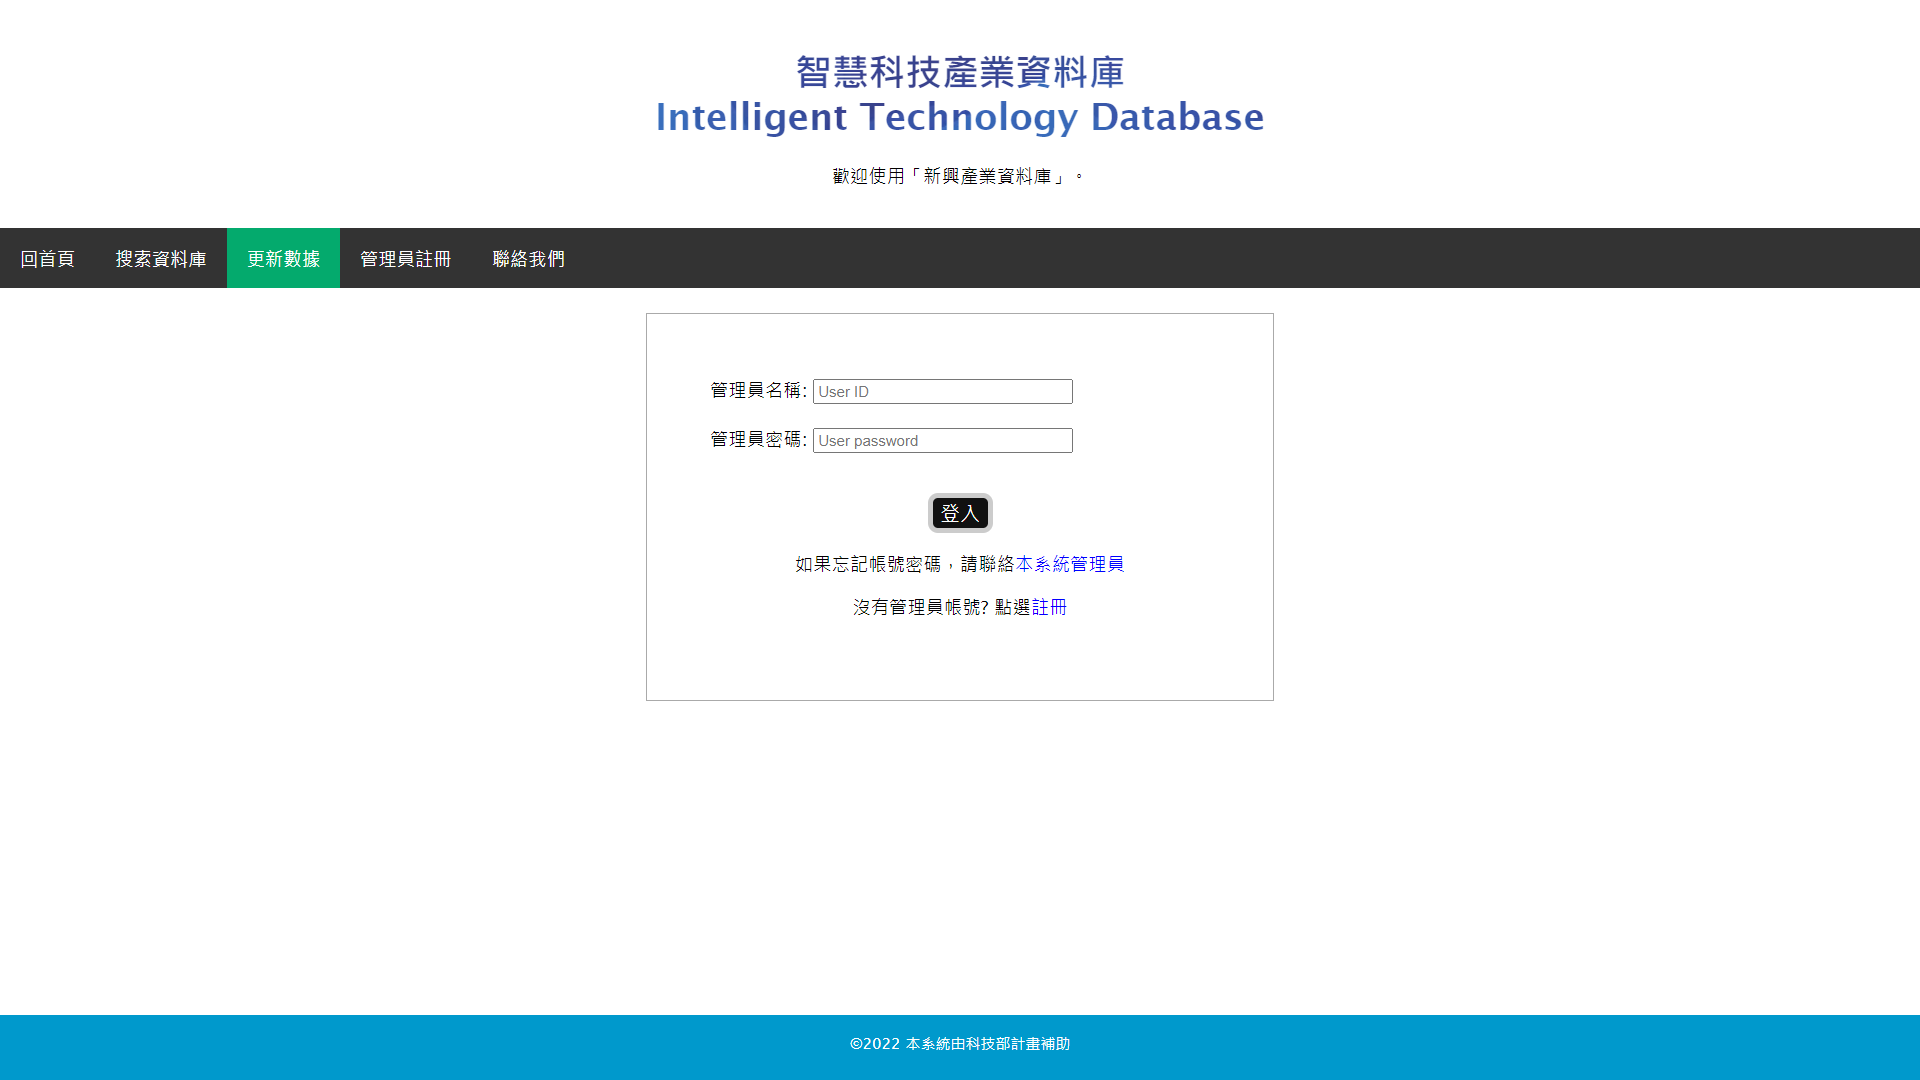 智慧科技產業資料庫
Intelligent Technology Database
歡迎使用「新興產業資料庫」。
回首頁 搜索資料庫 更新數據 管理員註冊 聯絡我們
管理員名稱: User ID
管理員密碼: User password
登入
如果忘記帳號密碼，請聯絡本系統管理員
沒有管理員帳號? 點選註冊
©2022 本系統由科技部計畫補助